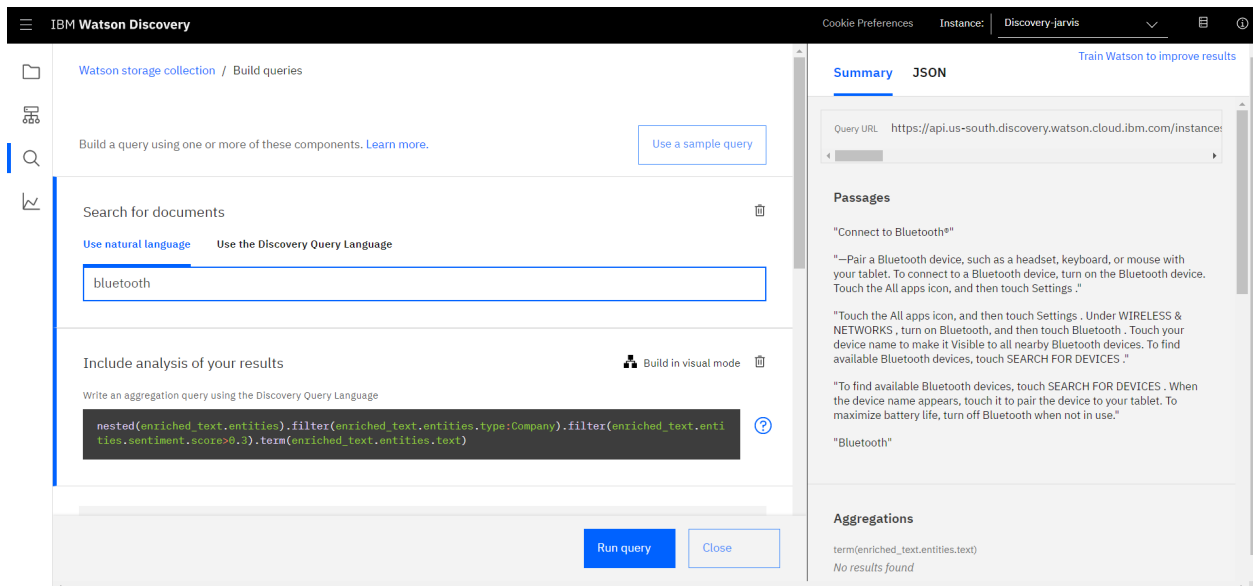 IBM Watson Discovery
Cookie Preferences
Instance:
Discovery-jarvis
Watson storage collection / Build queries
Build a query using one or more of these components. Learn more.
Use a sample query
Search for documents
Use natural language
Use the Discovery Query Language
bluetooth
Include analysis of your results
Build in visual mode
Write an aggregation query using the Discovery Query Language
nested(enriched_text.entities).filter(enriched_text.entities.type:Company).filter(enriched_text.enti
ties.sentiment.score>0.3).term(enriched_text.entities.text)
Run query
Close
Train Watson to improve results
Summary
JSON
Query URL https://api.us-south.discovery.watson.cloud.ibm.com/instances
Passages
"Connect to Bluetooth®"
"—Pair a Bluetooth device, such as a headset, keyboard, or mouse with
your tablet. To connect to a Bluetooth device, turn on the Bluetooth device.
Touch the All apps icon, and then touch Settings ."
"Touch the All apps icon, and then touch Settings . Under WIRELESS &
NETWORKS , turn on Bluetooth, and then touch Bluetooth . Touch your
device name to make it Visible to all nearby Bluetooth devices. To find
available Bluetooth devices, touch SEARCH FOR DEVICES ."
"To find available Bluetooth devices, touch SEARCH FOR DEVICES . When
the device name appears, touch it to pair the device to your tablet. To
maximize battery life, turn off Bluetooth when not in use."
"Bluetooth"
Aggregations
term(enriched_text.entities.text)
No results found